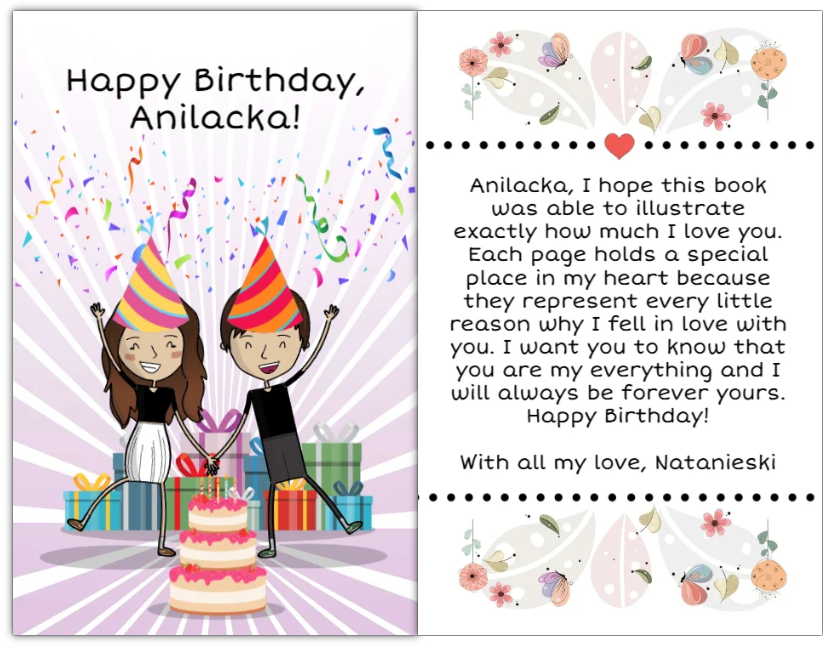 Happy Birthday,
Anilacka!
Anilacka, I hope this book
was able to illustrate
exactly how much I love you.
Each page holds a special
place in my heart because
they represent every little
reason why I fell in love with
you. I want you to know that
you are my everything and I
will always be forever yours.
Happy Birthday!
With all my love, Natanieski